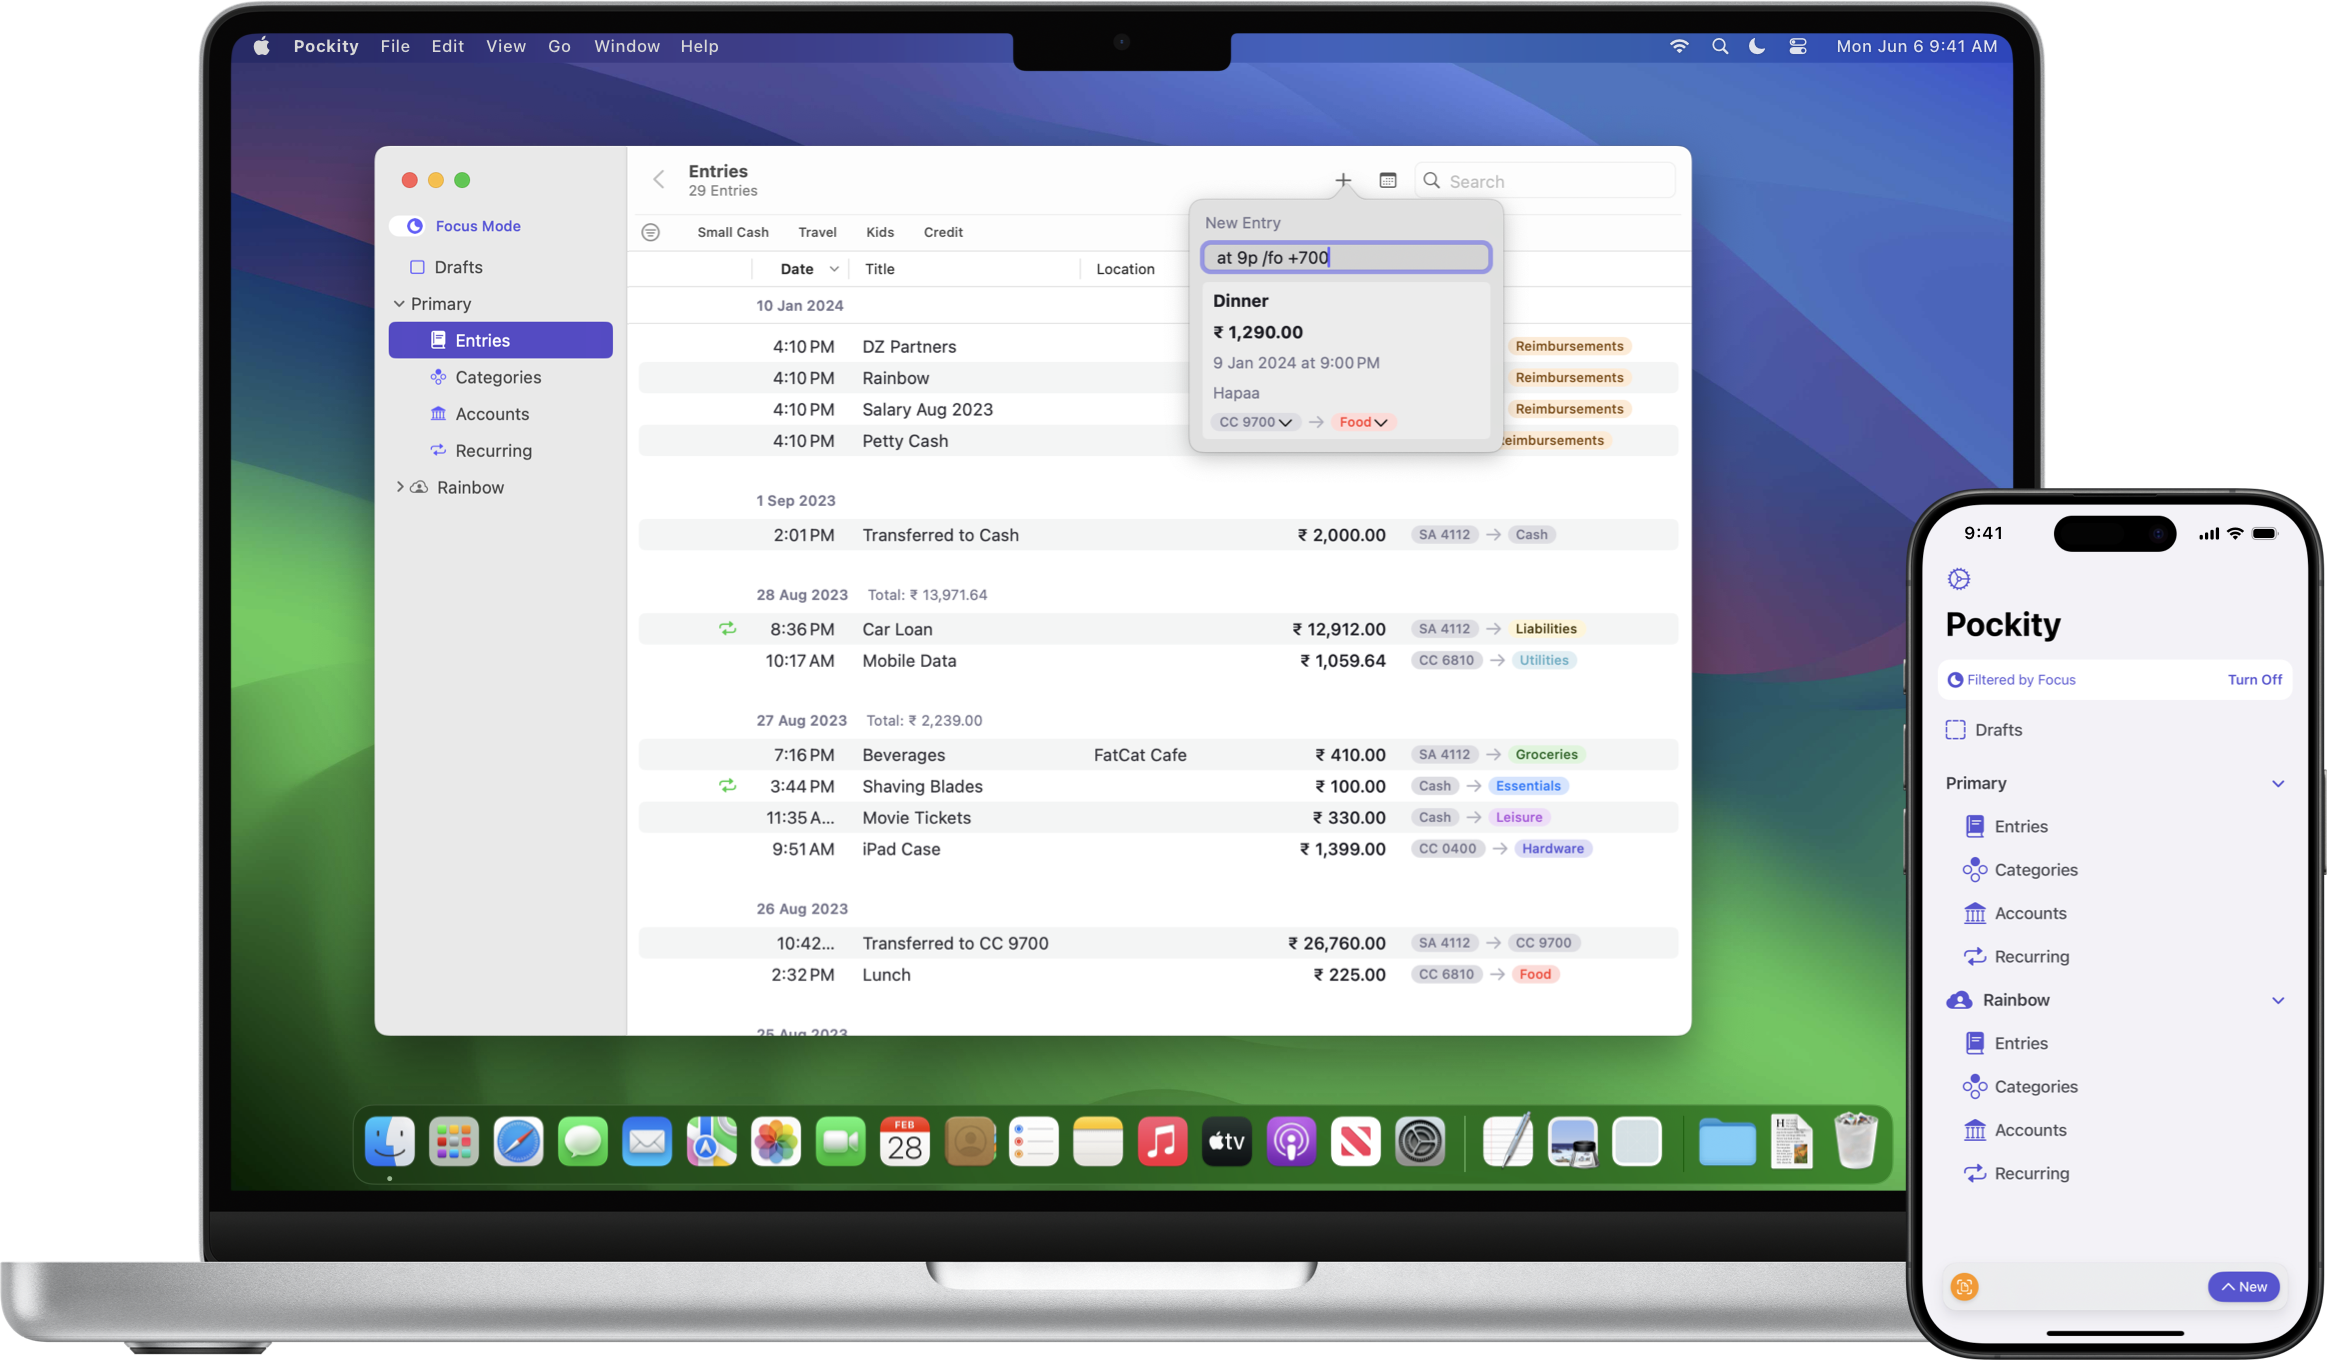 Pockity File Edit View Go Window Help
Mon Jun 6 9:41 AM
Focus Mode
Drafts
Primary
Entries
Categories
Accounts
Recurring
Rainbow
Entries
29 Entries
Search
Small Cash Travel Kids Credit
Date Title Location
New Entry
at 9p /fo +700
Dinner
₹ 1,290.00
9 Jan 2024 at 9:00 PM
Hapaa
CC 9700 → Food
10 Jan 2024
4:10 PM DZ Partners Reimbursements
4:10 PM Rainbow Reimbursements
4:10 PM Salary Aug 2023 Reimbursements
4:10 PM Petty Cash eimbursements
1 Sep 2023
2:01 PM Transferred to Cash ₹ 2,000.00 SA 4112 → Cash
28 Aug 2023 Total: ₹ 13,971.64
8:36 PM Car Loan ₹ 12,912.00 SA 4112 → Liabilities
10:17 AM Mobile Data ₹ 1,059.64 CC 6810 → Utilities
27 Aug 2023 Total: ₹ 2,239.00
7:16 PM Beverages FatCat Cafe ₹ 410.00 SA 4112 → Groceries
3:44 PM Shaving Blades ₹ 100.00 Cash → Essentials
11:35 A... Movie Tickets ₹ 330.00 Cash → Leisure
9:51 AM iPad Case ₹ 1,399.00 CC 0400 → Hardware
26 Aug 2023
10:42... Transferred to CC 9700 ₹ 26,760.00 SA 4112 → CC 9700
2:32 PM Lunch ₹ 225.00 CC 6810 → Food
25 Aug 2023
FEB
28
tv
9:41
Pockity
Filtered by Focus Turn Off
Drafts
Primary
Entries
Categories
Accounts
Recurring
Rainbow
Entries
Categories
Accounts
Recurring
New